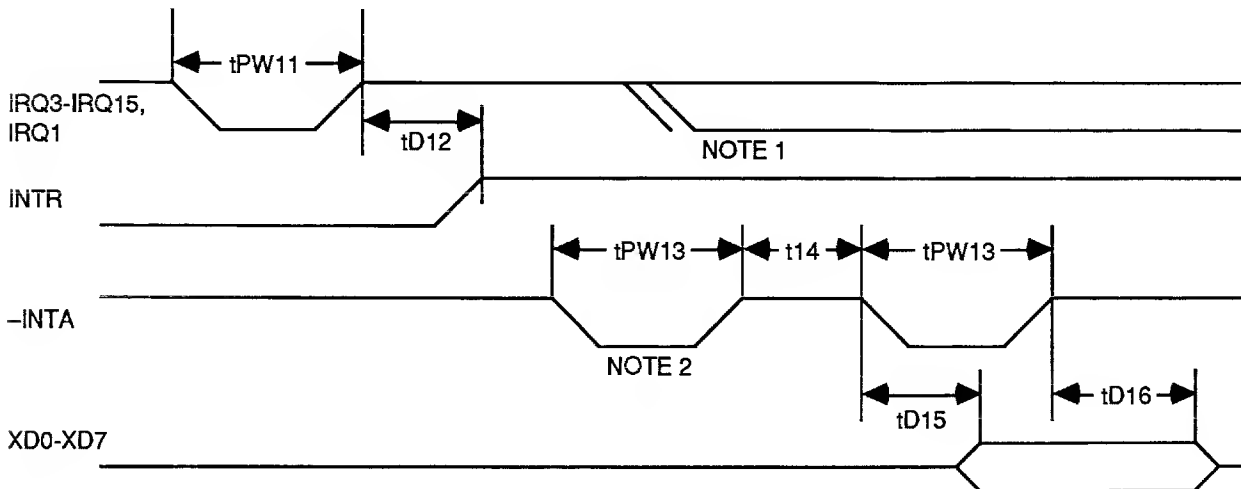 tPW11
IRQ3-IRQ15,
IRQ1
tD12
NOTE 1
INTR
tPW13
t14
tPW13
–INTA
NOTE 2
tD15
tD16
XD0-XD7